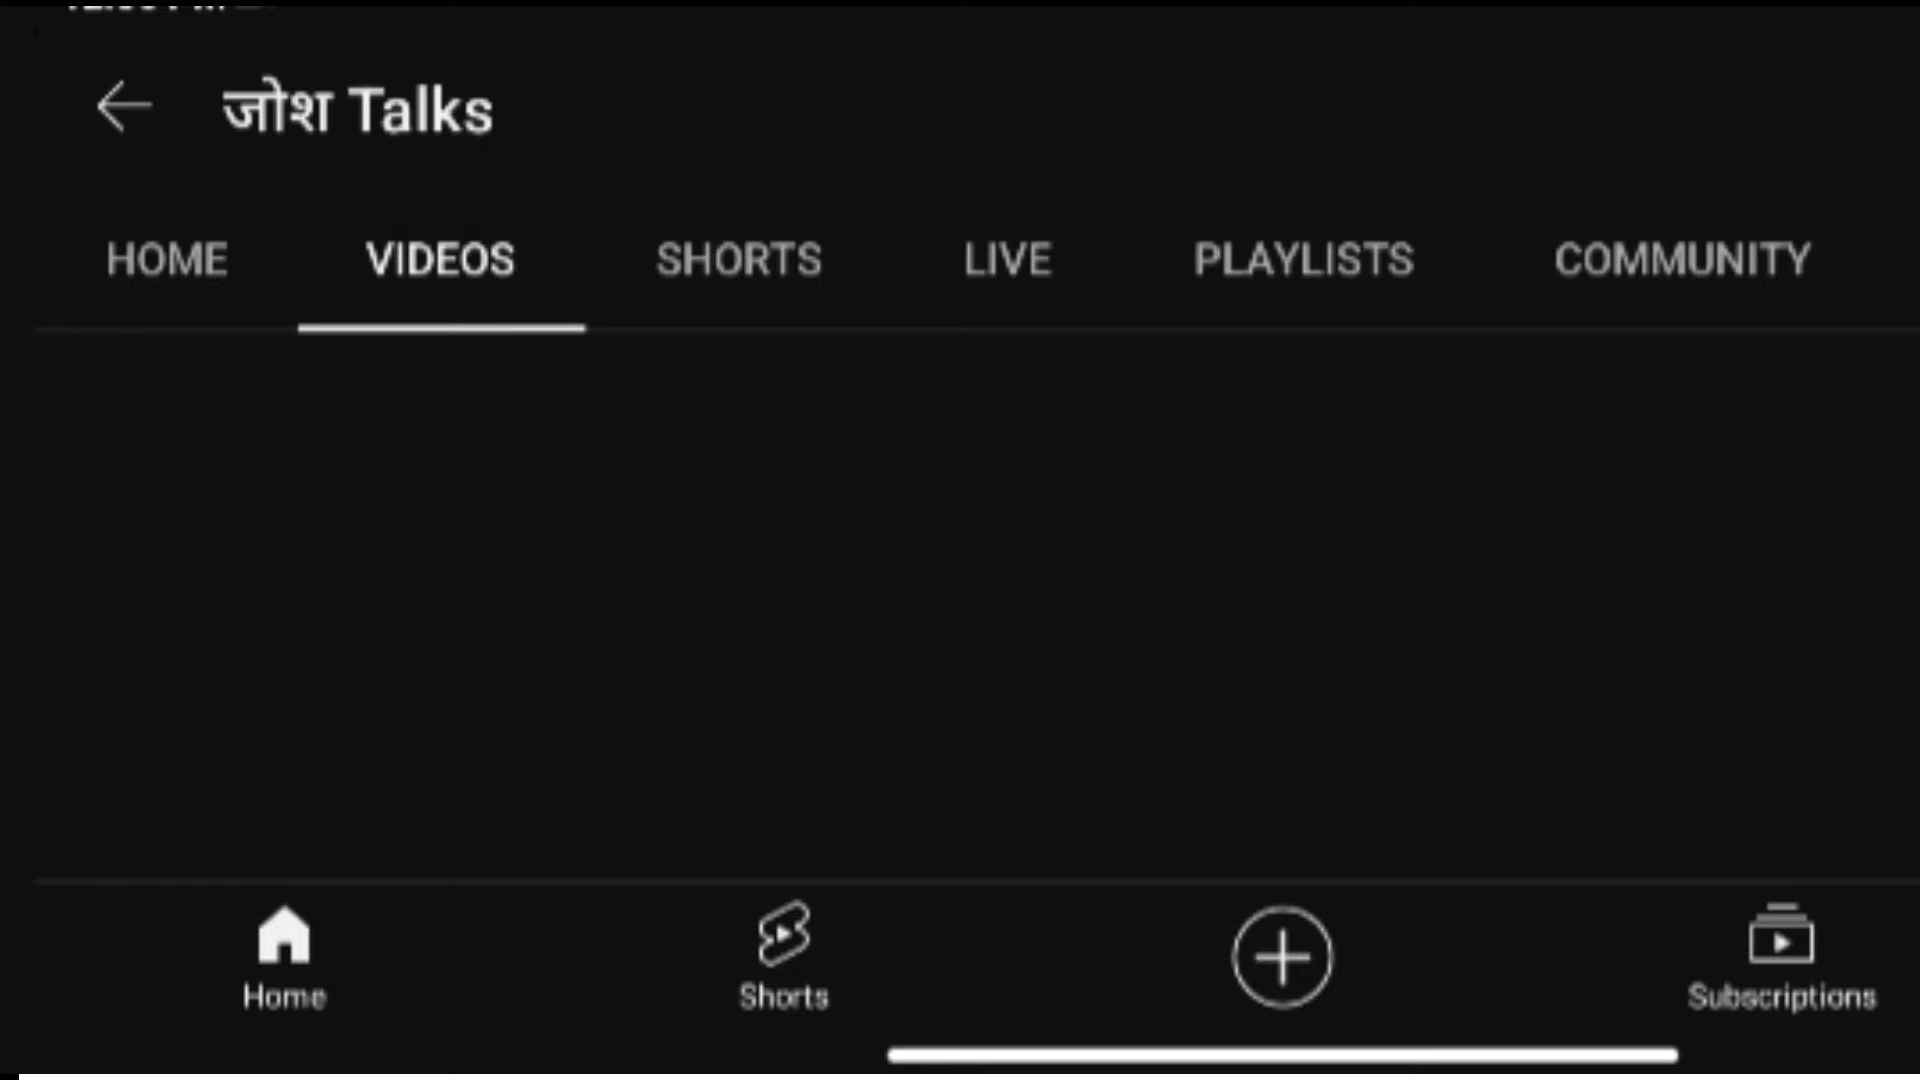 जोश Talks
HOME VIDEOS SHORTS LIVE PLAYLISTS COMMUNITY
Home Shorts Subscriptions